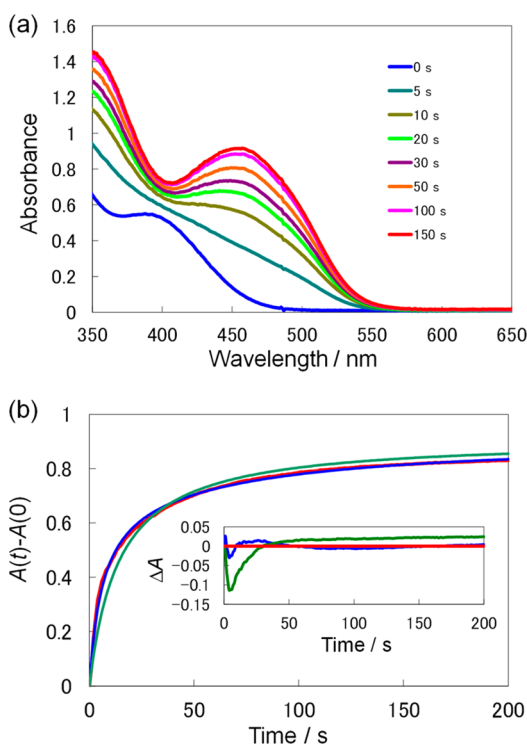 (a)
1.6
1.4
1.2
1
0.8
0.6
0.4
0.2
0
Absorbance
0 s
5 s
10 s
20 s
30 s
50 s
100 s
150 s
350 400 450 500 550 600 650
Wavelength / nm
(b)
1
0.8
0.6
0.4
0.2
0
A(t)-A(0)
0.05
0
−0.05
−0.1
−0.15
ΔA
0 50 100 150 200
Time / s
0 50 100 150 200
Time / s